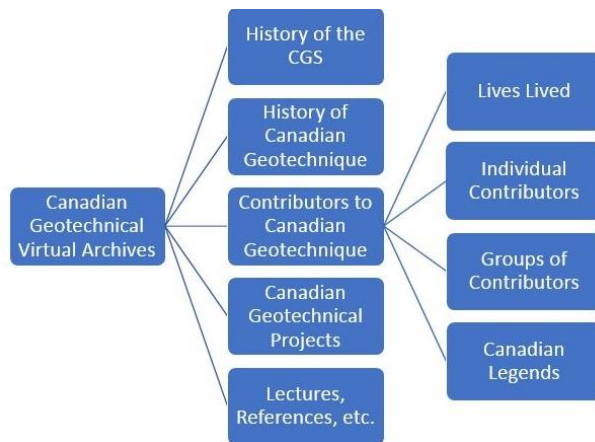 Canadian
Geotechnical
Virtual Archives
History of the
CGS
History of
Canadian
Geotechnique
Contributors to
Canadian
Geotechnique
Canadian
Geotechnical
Projects
Lectures,
References, etc.
Lives Lived
Individual
Contributors
Groups of
Contributors
Canadian
Legends